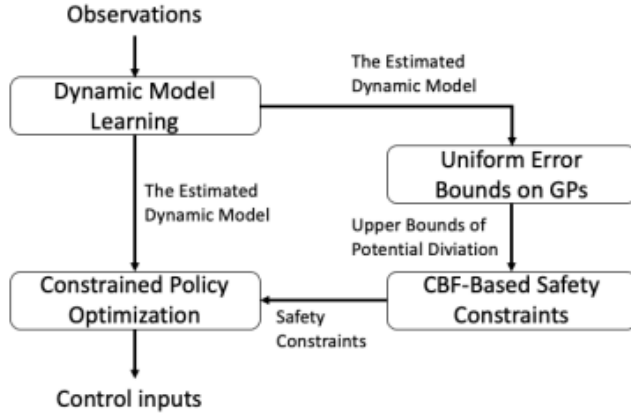 Observations
Dynamic Model
Learning
The Estimated
Dynamic Model
Uniform Error
Bounds on GPs
The Estimated
Dynamic Model
Upper Bounds of
Potential Diviation
Constrained Policy
Optimization
CBF-Based Safety
Constraints
Safety
Constraints
Control inputs